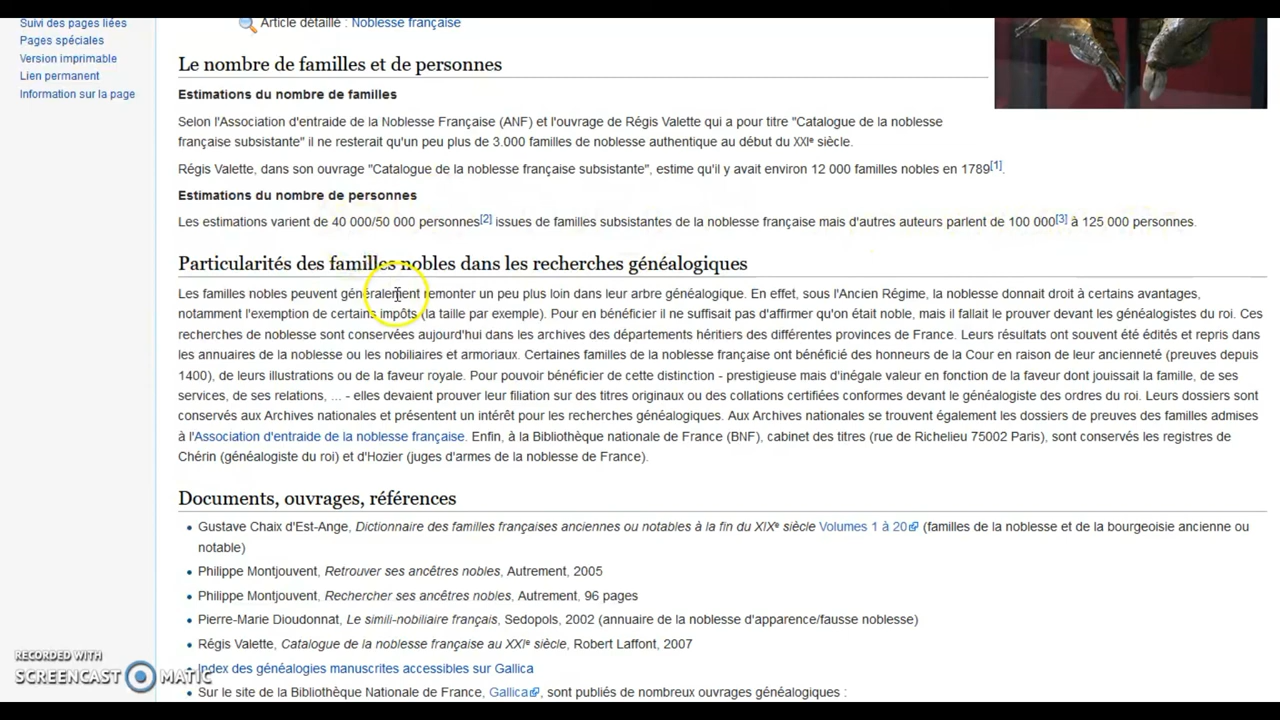 Suivi des pages liées
Pages spéciales
Version imprimable
Lien permanent
Information sur la page
Article détaillé : Noblesse française
Le nombre de familles et de personnes
Estimations du nombre de familles
Selon l'Association d'entraide de la Noblesse Française (ANF) et l'ouvrage de Régis Valette qui a pour titre "Catalogue de la noblesse
française subsistante" il ne resterait qu'un peu plus de 3.000 familles de noblesse authentique au début du XXIe siècle.
Régis Valette, dans son ouvrage "Catalogue de la noblesse française subsistante", estime qu'il y avait environ 12 000 familles nobles en 1789[1].
Estimations du nombre de personnes
Les estimations varient de 40 000/50 000 personnes[2] issues de familles subsistantes de la noblesse française mais d'autres auteurs parlent de 100 000[3] à 125 000 personnes.
Particularités des familles nobles dans les recherches généalogiques
Les familles nobles peuvent généralement remonter un peu plus loin dans leur arbre généalogique. En effet, sous l'Ancien Régime, la noblesse donnait droit à certains avantages,
notamment l'exemption de certains impôts (la taille par exemple). Pour en bénéficier il ne suffisait pas d'affirmer qu'on était noble, mais il fallait le prouver devant les généalogistes du roi. Ces
recherches de noblesse sont conservées aujourd'hui dans les archives des départements héritiers des différentes provinces de France. Leurs résultats ont souvent été édités et repris dans
les annuaires de la noblesse ou les nobiliaires et armoriaux. Certaines familles de la noblesse française ont bénéficié des honneurs de la Cour en raison de leur ancienneté (preuves depuis
1400), de leurs illustrations ou de la faveur royale. Pour pouvoir bénéficier de cette distinction - prestigieuse mais d'inégale valeur en fonction de la faveur dont jouissait la famille, de ses
services, de ses relations, ... - elles devaient prouver leur filiation sur des titres originaux ou des collations certifiées conformes devant le généalogiste des ordres du roi. Leurs dossiers sont
conservés aux Archives nationales et présentent un intérêt pour les recherches généalogiques. Aux Archives nationales se trouvent également les dossiers de preuves des familles admises
à l'Association d'entraide de la noblesse française. Enfin, à la Bibliothèque nationale de France (BNF), cabinet des titres (rue de Richelieu 75002 Paris), sont conservés les registres de
Chérin (généalogiste du roi) et d'Hozier (juges d'armes de la noblesse de France).
Documents, ouvrages, références
Gustave Chaix d'Est-Ange, Dictionnaire des familles françaises anciennes ou notables à la fin du XIXe siècle Volumes 1 à 20 (familles de la noblesse et de la bourgeoisie ancienne ou
notable)
Philippe Montjouvent, Retrouver ses ancêtres nobles, Autrement, 2005
Philippe Montjouvent, Rechercher ses ancêtres nobles, Autrement, 96 pages
Pierre-Marie Dioudonnat, Le simili-nobiliaire français, Sedopols, 2002 (annuaire de la noblesse d'apparence/fausse noblesse)
Régis Valette, Catalogue de la noblesse française au XXIe siècle, Robert Laffont, 2007
Index des généalogies manuscrites accessibles sur Gallica
Sur le site de la Bibliothèque Nationale de France, Gallica, sont publiés de nombreux ouvrages généalogiques :
RECORDED WITH
SCREENCAST MATIC